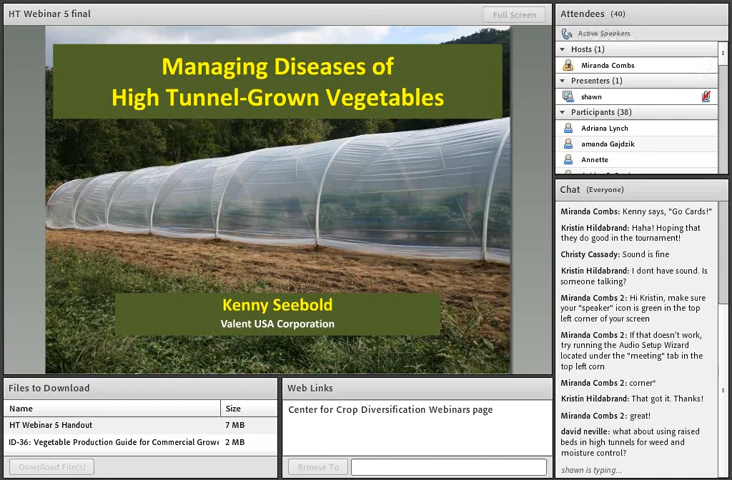 HT Webinar 5 final
Full Screen
Managing Diseases of
High Tunnel-Grown Vegetables
Kenny Seebold
Valent USA Corporation
Files to Download
Name
Size
HT Webinar 5 Handout
7 MB
ID-36: Vegetable Production Guide for Commercial Growe
2 MB
Download File(s)
Web Links
Center for Crop Diversification Webinars page
Browse To
Attendees (40)
Active Speakers
Hosts (1)
Miranda Combs
Presenters (1)
shawn
Participants (38)
Adriana Lynch
amanda Gajdzik
Annette
Chat (Everyone)
Miranda Combs: Kenny says, "Go Cards!"
Kristin Hildabrand: Haha! Hoping that
they do good in the tournament!
Christy Cassady: Sound is fine
Kristin Hildabrand: I dont have sound. Is
someone talking?
Miranda Combs 2: Hi Kristin, make sure
your "speaker" icon is green in the top
left corner of your screen
Miranda Combs 2: If that doesn't work,
try running the Audio Setup Wizard
located under the "meeting" tab in the
top left corn
Miranda Combs 2: corner*
Kristin Hildabrand: That got it. Thanks!
Miranda Combs 2: great!
david neville: what about using raised
beds in high tunnels for weed and
moisture control?
shawn is typing...